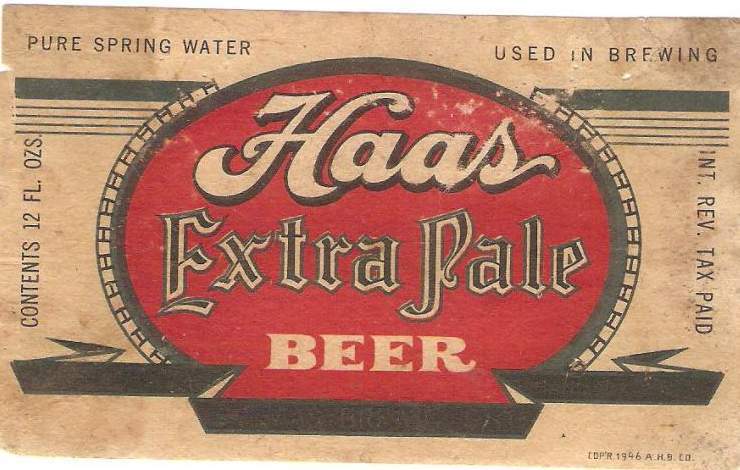 PURE SPRING WATER
USED IN BREWING
CONTENTS 12 FL. OZS.
Haas
Extra Pale
BEER
INT. REV. TAX PAID
COP'R 1946 A.H.B. CO.